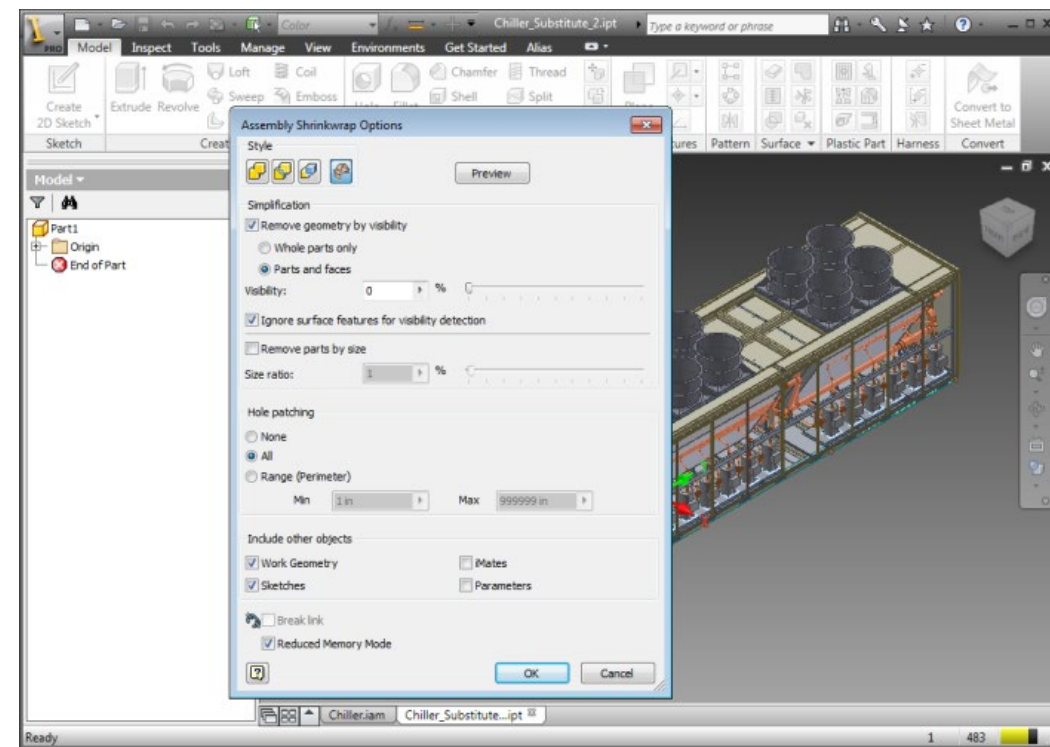 PRO
Color
Chiller_Substitute_2.ipt
Type a keyword or phrase
Model Inspect Tools Manage View Environments Get Started Alias
Loft Coil Chamfer Thread
Create 2D Sketch
Extrude Revolve
Sweep Emboss Shell Split
Convert to Sheet Metal
Sketch Creat Pattern Surface Plastic Part Harness Convert
Model
Part1
Origin
End of Part
Assembly Shrinkwrap Options
Style
Preview
Simplification
Remove geometry by visibility
Whole parts only
Parts and faces
Visibility: 0 %
Ignore surface features for visibility detection
Remove parts by size
Size ratio: 1 %
Hole patching
None
All
Range (Perimeter)
Min 1 in Max 999999 in
Include other objects
Work Geometry iMates
Sketches Parameters
Break link
Reduced Memory Mode
OK Cancel
Chiller.iam Chiller_Substitute...ipt
Ready 1 483